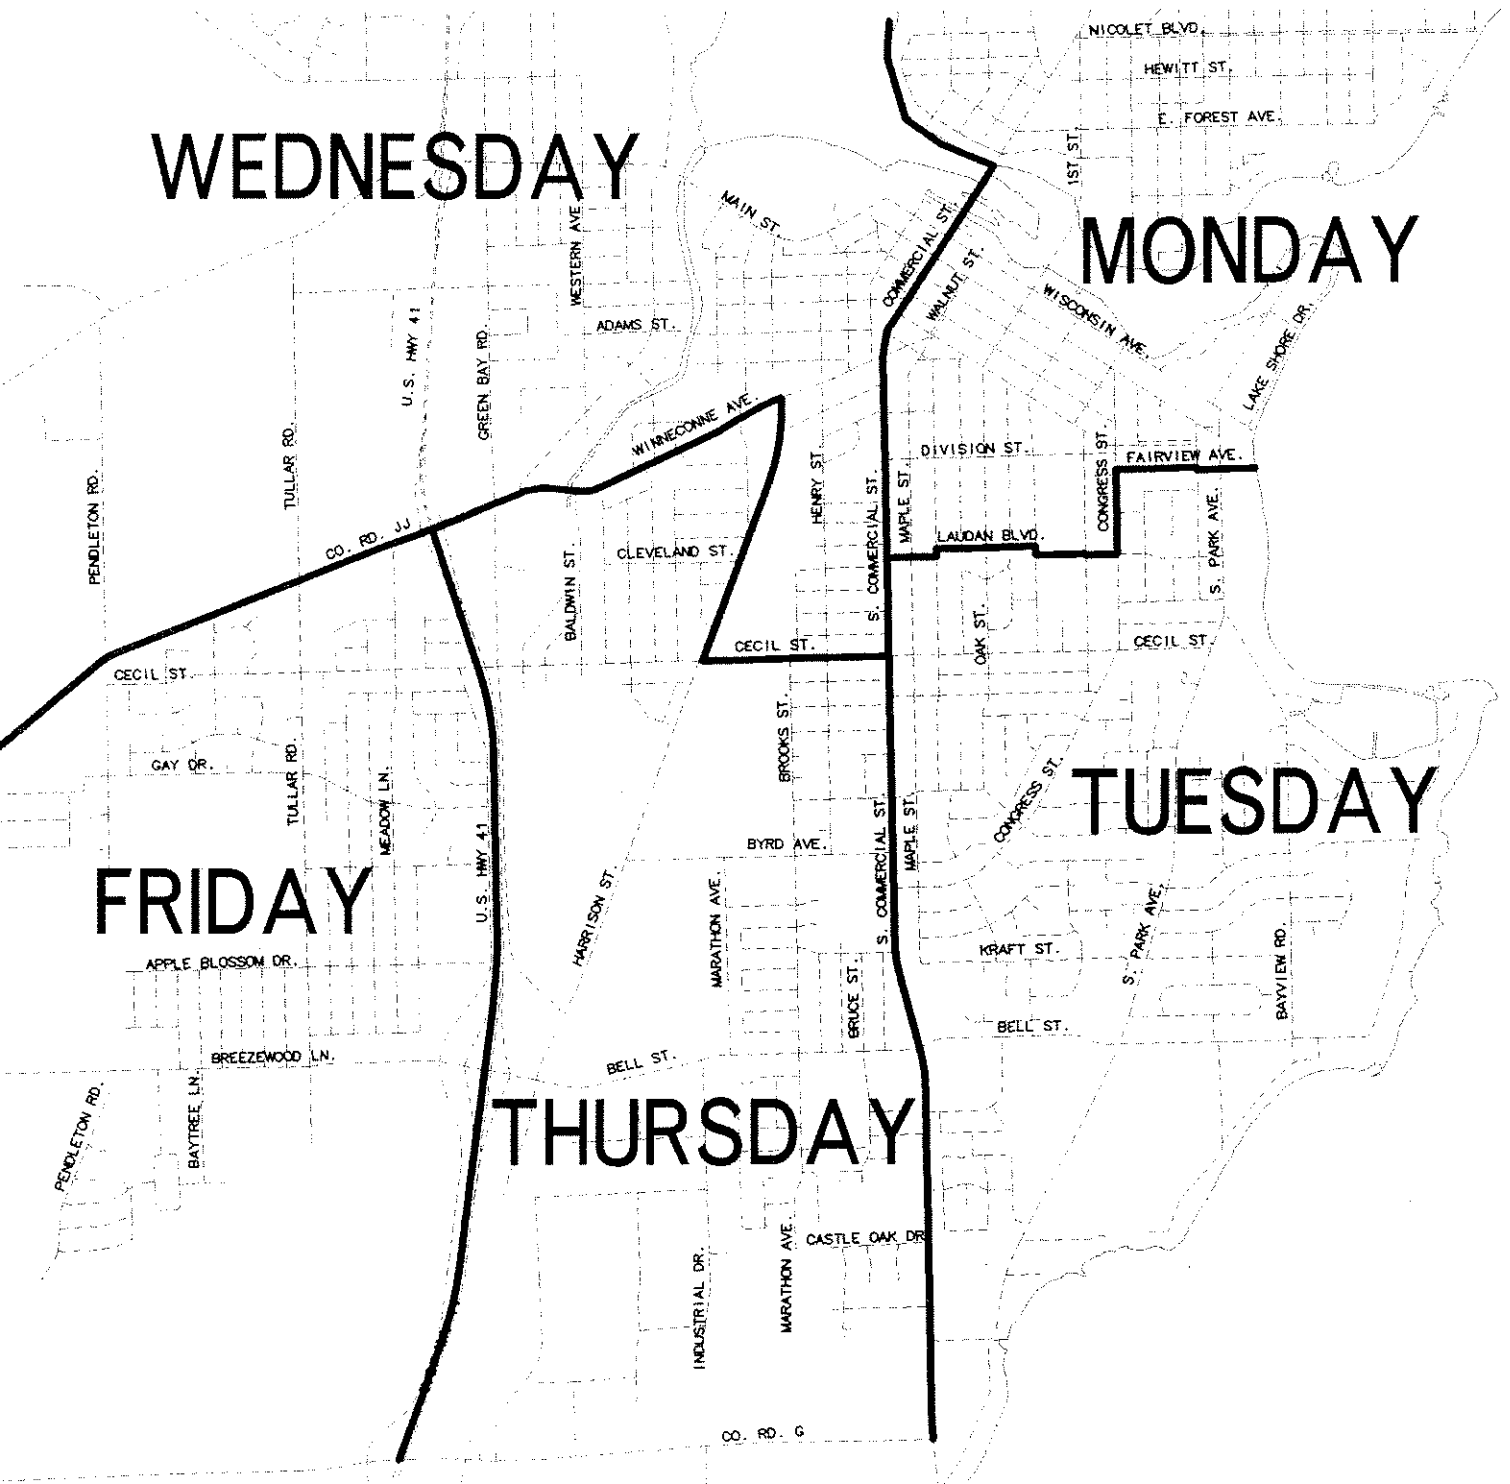 NICOLET BLVD.
HEWITT ST.
E. FOREST AVE.
1ST ST.
WEDNESDAY
MONDAY
MAIN ST.
WESTERN AVE.
COMMERCIAL ST.
WALNUT ST.
WISCONSIN AVE.
LAKE SHORE DR.
ADAMS ST.
U.S. HWY 41
GREEN BAY RD.
WINNECONNE AVE.
TULLAR RD.
PENDLETON RD.
HENRY ST.
S. COMMERCIAL ST.
MAPLE ST.
DIVISION ST.
CONGRESS ST.
FAIRVIEW AVE.
S. PARK AVE.
CO. RD. JJ
CLEVELAND ST.
BALDWIN ST.
LAUDAN BLVD.
OAK ST.
CECIL ST.
CECIL ST.
CECIL ST.
BROOKS ST.
GAY DR.
TULLAR RD.
MEADOW LN.
U.S. HWY 41
BYRD AVE.
S. COMMERCIAL ST.
MAPLE ST.
CONGRESS ST.
TUESDAY
FRIDAY
HARRISON ST.
MARATHON AVE.
BRUCE ST.
KRAFT ST.
S. PARK AVE.
BAYVIEW RD.
APPLE BLOSSOM DR.
BELL ST.
BREEZEWOOD LN.
BELL ST.
PENDLETON RD.
BAYTREE LN.
THURSDAY
CASTLE OAK DR
INDUSTRIAL DR.
MARATHON AVE.
CO. RD. G